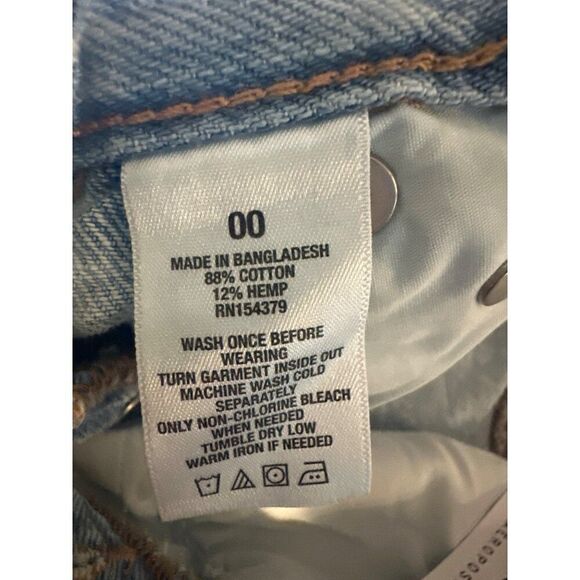 00
MADE IN BANGLADESH
88% COTTON
12% HEMP
RN154379
WASH ONCE BEFORE
WEARING
TURN GARMENT INSIDE OUT
MACHINE WASH COLD
SEPARATELY
ONLY NON-CHLORINE BLEACH
WHEN NEEDED
TUMBLE DRY LOW
WARM IRON IF NEEDED
EROPOS